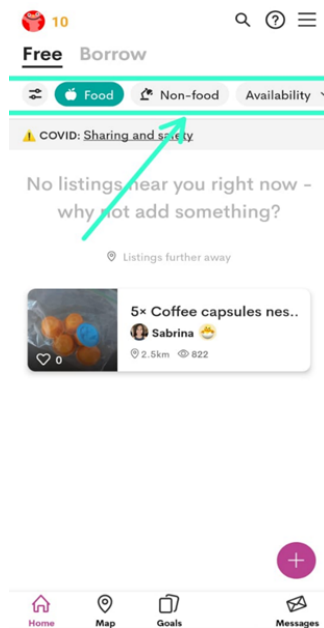 10
Free Borrow
Food Non-food Availability
COVID: Sharing and safety
No listings near you right now -
why not add something?
Listings further away
5× Coffee capsules nes..
Sabrina
2.5km 822
0
Home Map Goals Messages